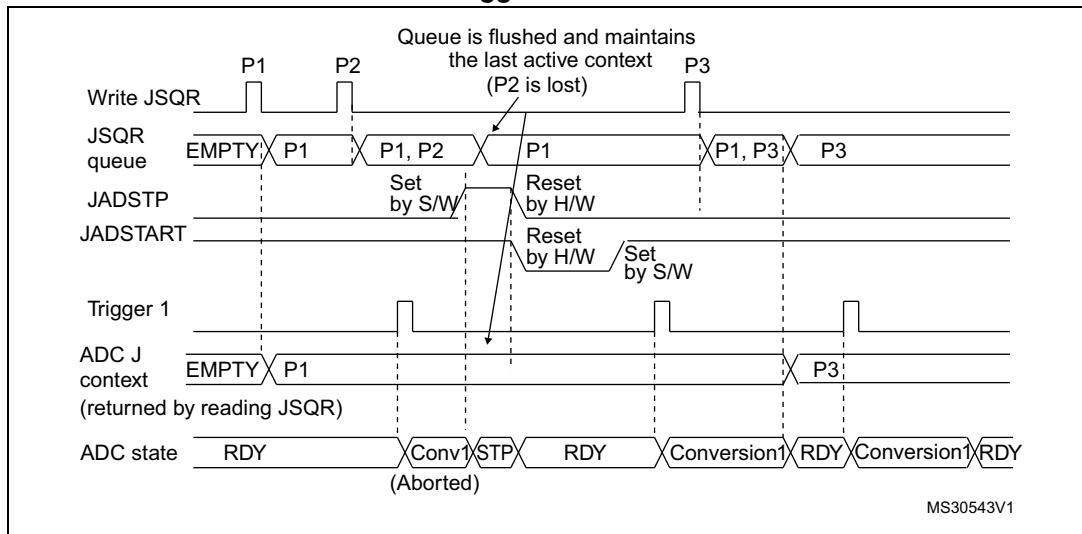 Queue is flushed and maintains
the last active context
(P2 is lost)
P1
P2
P3
Write JSQR
JSQR
queue
EMPTY
P1
P1, P2
P1
P1, P3
P3
Set
by S/W
Reset
by H/W
JADSTP
JADSTART
Reset
by H/W
Set
by S/W
Trigger 1
ADC J
context
(returned by reading JSQR)
EMPTY
P1
P3
ADC state
RDY
Conv1
STP
RDY
Conversion1
RDY
Conversion1
RDY
(Aborted)
MS30543V1